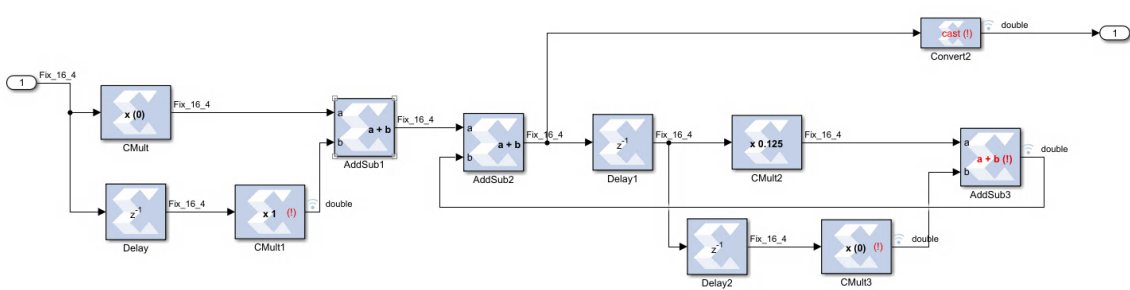 cast (!)
double
Convert2
1
1
Fix_16_4
x (0)
CMult
Fix_16_4
a
b
a + b
AddSub1
Fix_16_4
a
b
a + b
AddSub2
Fix_16_4
z-1
Delay1
Fix_16_4
x 0.125
CMult2
Fix_16_4
a
b
a + b (!)
AddSub3
double
z-1
Delay
Fix_16_4
x 1 (!)
CMult1
double
z-1
Delay2
Fix_16_4
x (0) (!)
CMult3
double